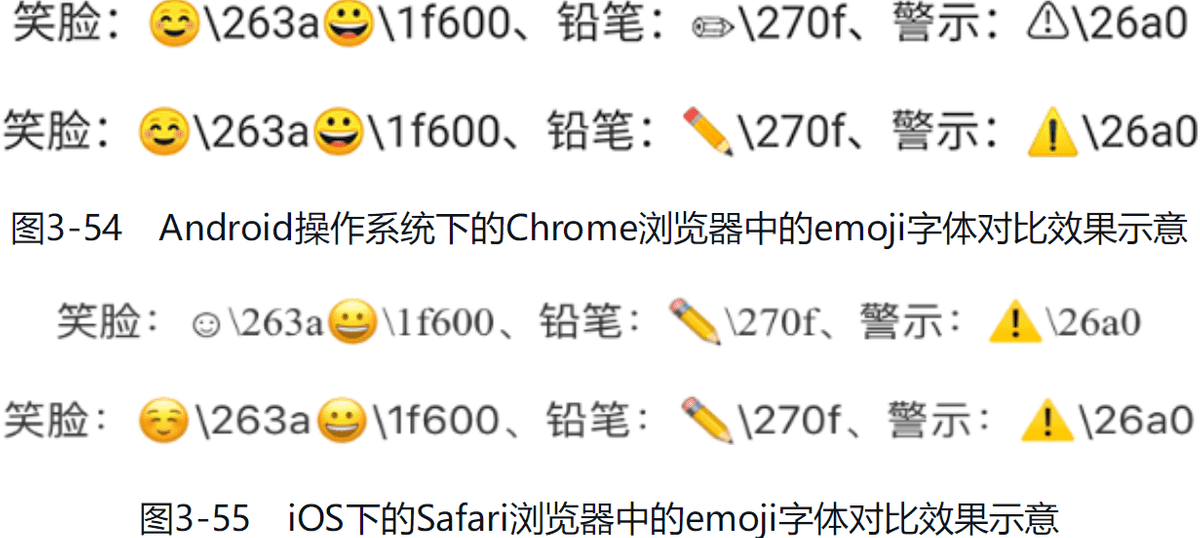 笑脸：😊\263a😀\1f600、铅笔：✏\270f、警示：⚠\26a0
笑脸：😊\263a😀\1f600、铅笔：✏️\270f、警示：⚠️\26a0
图3-54　Android操作系统下的Chrome浏览器中的emoji字体对比效果示意
笑脸：☺\263a😀\1f600、铅笔：✏️\270f、警示：⚠️\26a0
笑脸：☺️\263a😀\1f600、铅笔：✏️\270f、警示：⚠️\26a0
图3-55　iOS下的Safari浏览器中的emoji字体对比效果示意